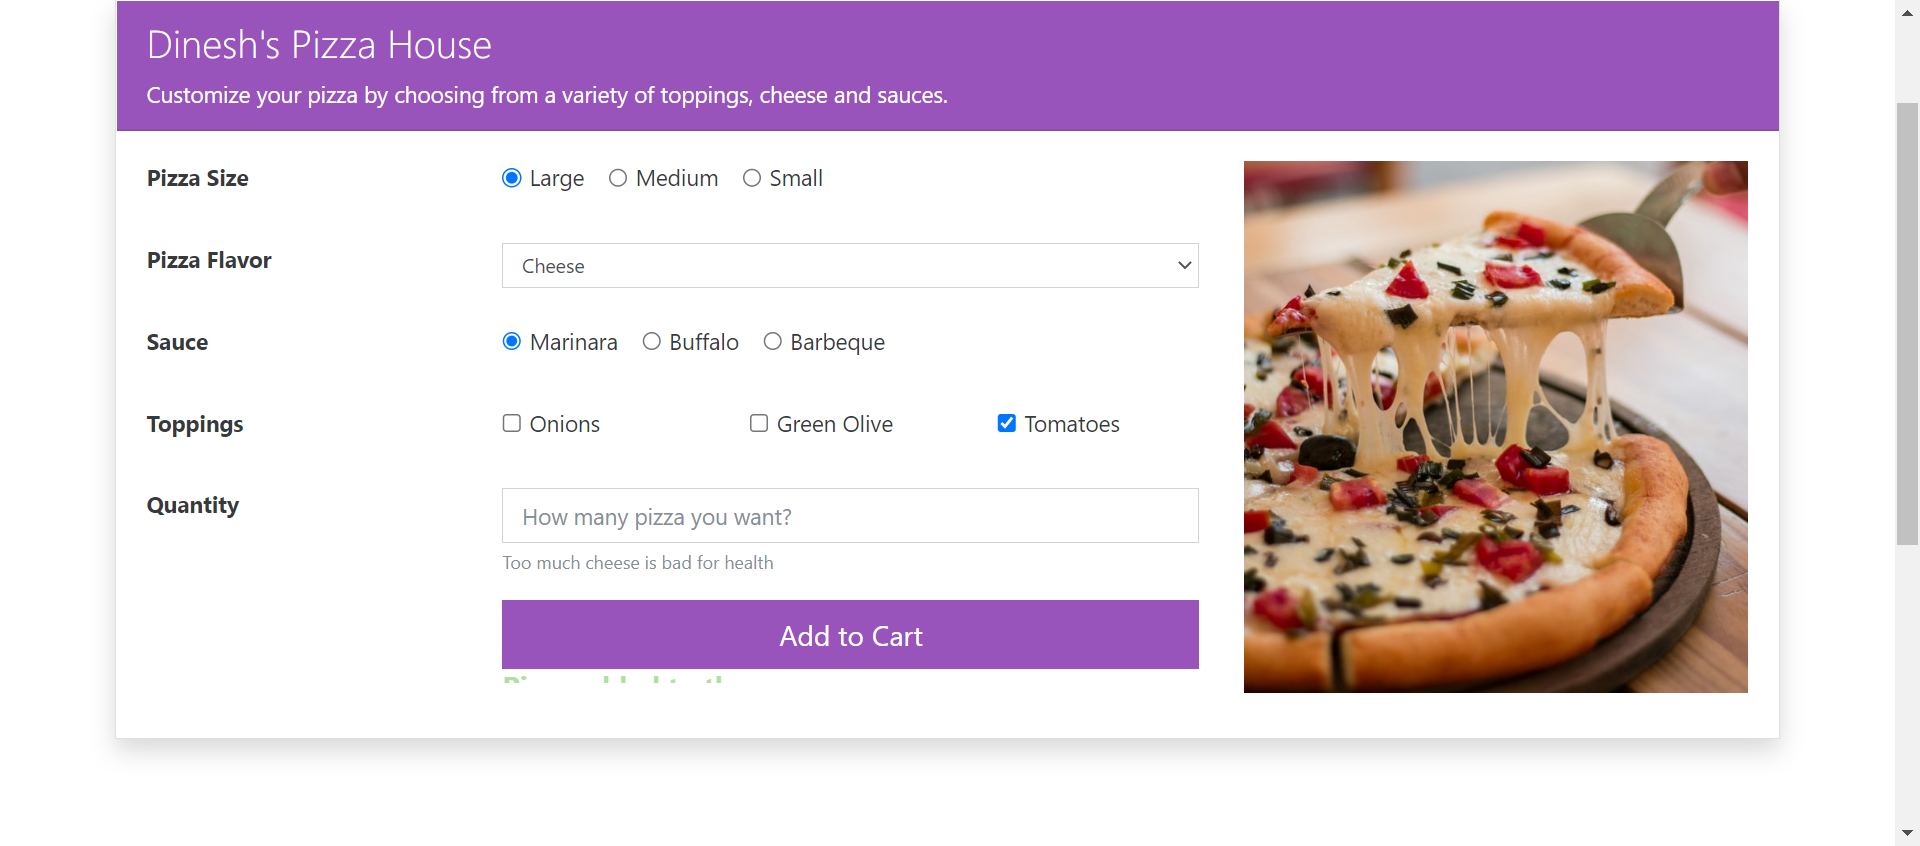 Dinesh's Pizza House
Customize your pizza by choosing from a variety of toppings, cheese and sauces.
Pizza Size
Large Medium Small
Pizza Flavor
Cheese
Sauce
Marinara Buffalo Barbeque
Toppings
Onions Green Olive Tomatoes
Quantity
How many pizza you want?
Too much cheese is bad for health
Add to Cart